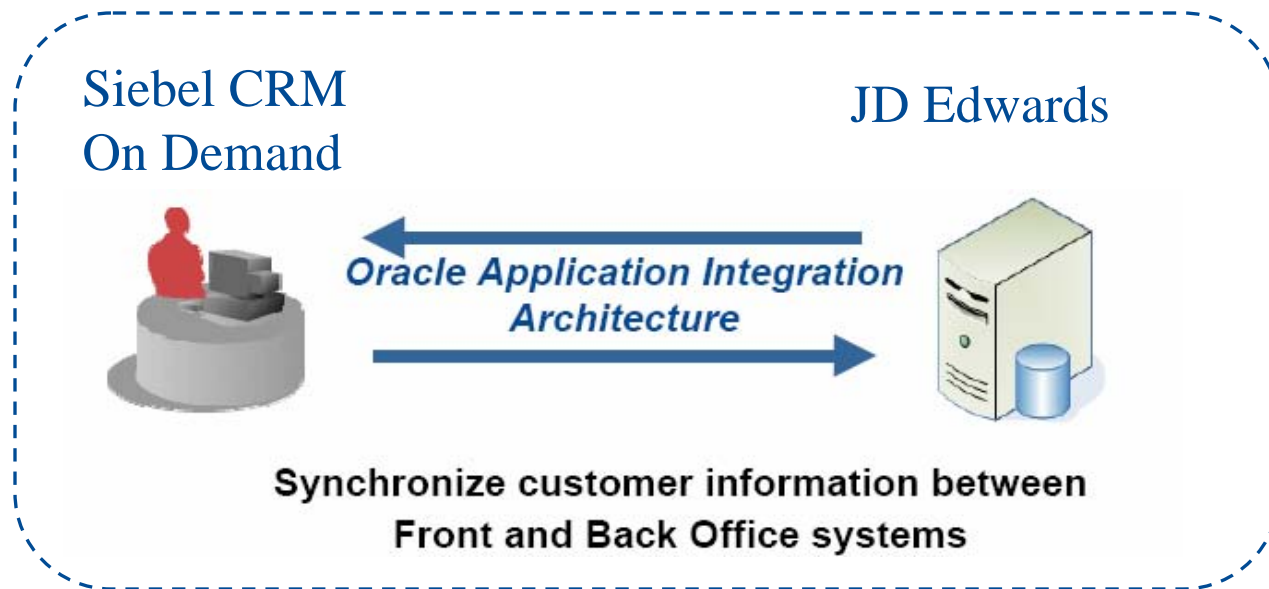 Siebel CRM
On Demand
JD Edwards
Oracle Application Integration
Architecture
Synchronize customer information between
Front and Back Office systems